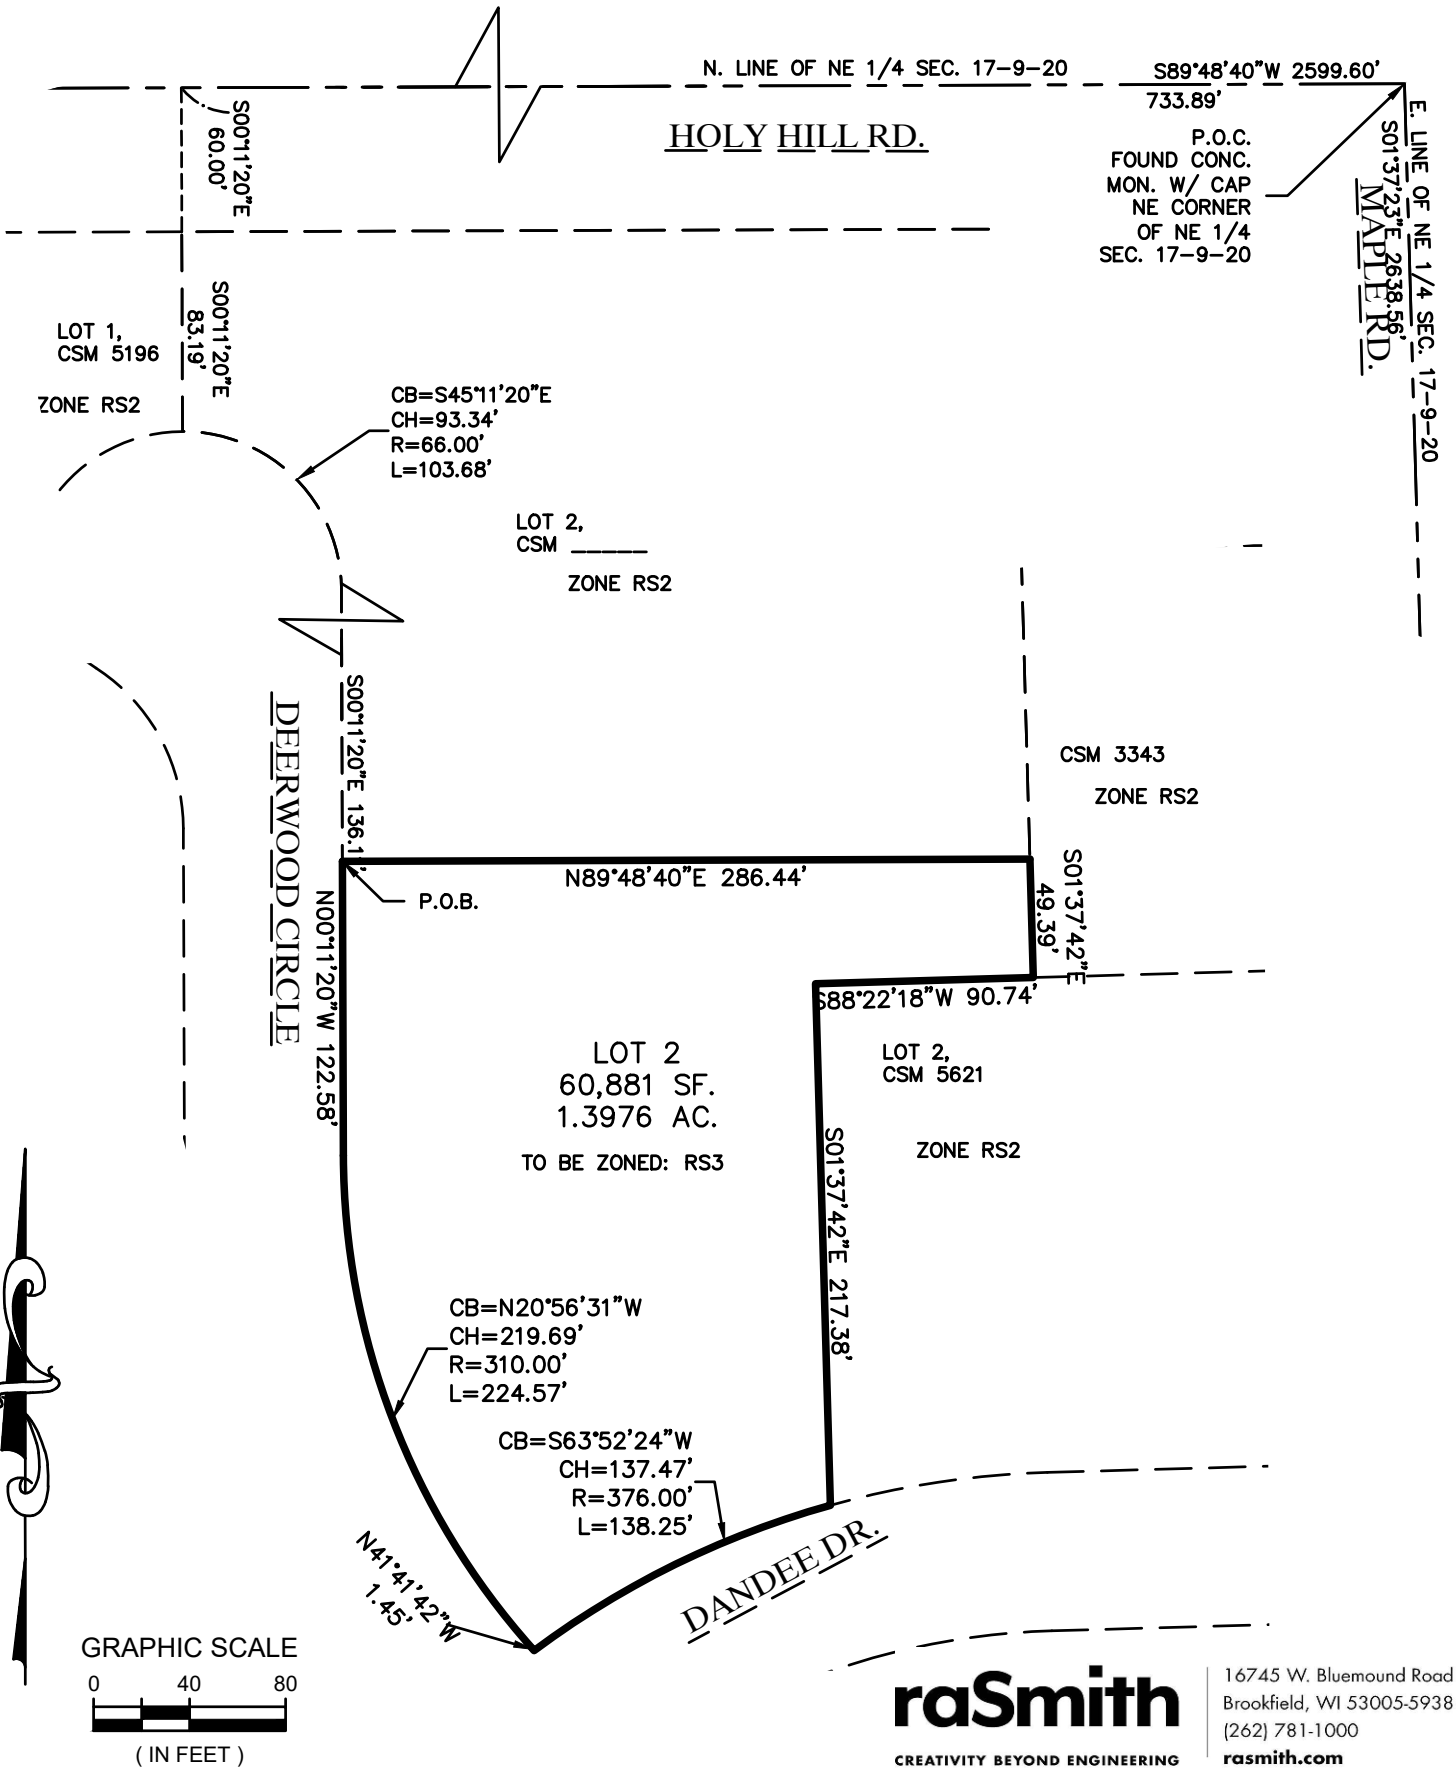 N. LINE OF NE 1/4 SEC. 17-9-20
S89°48'40"W 2599.60'
733.89'
HOLY HILL RD.
P.O.C.
FOUND CONC.
MON. W/ CAP
NE CORNER
OF NE 1/4
SEC. 17-9-20
E. LINE OF NE 1/4 SEC. 17-9-20
S01°37'23"E 2638.56'
MAPLE RD.
S00°11'20"E
60.00'
S00°11'20"E
83.19'
LOT 1,
CSM 5196
ZONE RS2
CB=S45°11'20"E
CH=93.34'
R=66.00'
L=103.68'
LOT 2,
CSM _____
ZONE RS2
S00°11'20"E
DEERWOOD CIRCLE
CSM 3343
ZONE RS2
N89°48'40"E 286.44'
P.O.B.
S01°37'42"E
49.39'
S88°22'18"W 90.74'
N00°11'20"W 122.58'
LOT 2
60,881 SF.
1.3976 AC.
TO BE ZONED: RS3
LOT 2,
CSM 5621
ZONE RS2
S01°37'42"E 217.38'
CB=N20°56'31"W
CH=219.69'
R=310.00'
L=224.57'
CB=S63°52'24"W
CH=137.47'
R=376.00'
L=138.25'
N41°41'42"W
1.45'
DANDEE DR.
GRAPHIC SCALE
0 40 80
( IN FEET )
raSmith
CREATIVITY BEYOND ENGINEERING
16745 W. Bluemound Road
Brookfield, WI 53005-5938
(262) 781-1000
rasmith.com